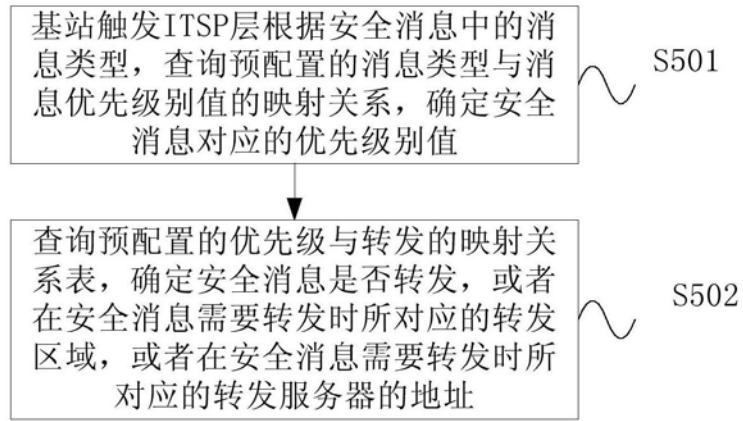 基站触发ITSP层根据安全消息中的消
息类型，查询预配置的消息类型与消
息优先级别值的映射关系，确定安全
消息对应的优先级别值
S501
查询预配置的优先级与转发的映射关
系表，确定安全消息是否转发，或者
在安全消息需要转发时所对应的转发
区域，或者在安全消息需要转发时所
对应的转发服务器的地址
S502